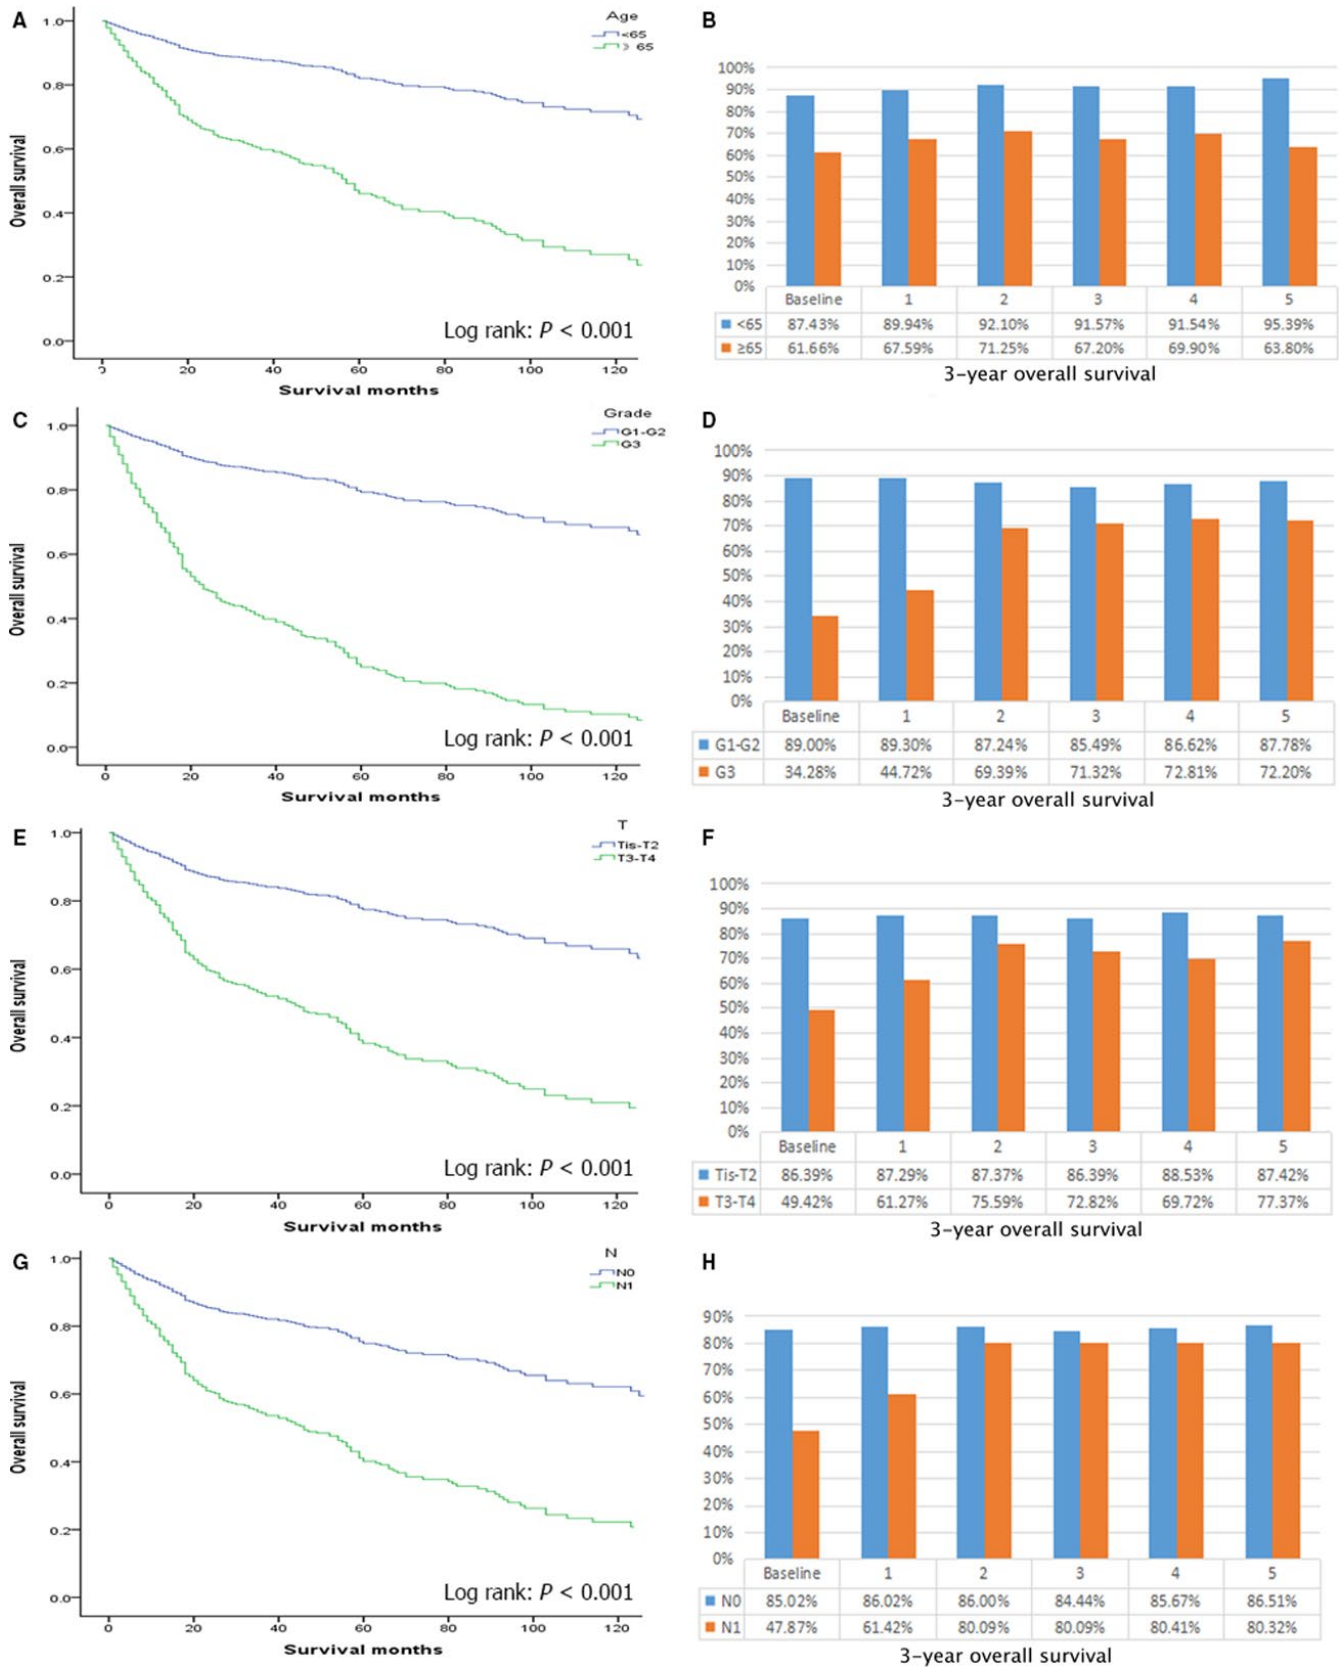 A
Age
<65
≥ 65
1.0
0.8
0.6
0.4
0.2
0.0
Overall survival
Log rank: P < 0.001
20 40 60 80 100 120
Survival months
B
100%
90%
80%
70%
60%
50%
40%
30%
20%
10%
0%
Baseline 1 2 3 4 5
<65 87.43% 89.94% 92.10% 91.57% 91.54% 95.39%
≥65 61.66% 67.59% 71.25% 67.20% 69.90% 63.80%
3-year overall survival
C
Grade
G1-G2
G3
1.0
0.8
0.6
0.4
0.2
0.0
Overall survival
Log rank: P < 0.001
0 20 40 60 80 100 120
Survival months
D
100%
90%
80%
70%
60%
50%
40%
30%
20%
10%
0%
Baseline 1 2 3 4 5
G1-G2 89.00% 89.30% 87.24% 85.49% 86.62% 87.78%
G3 34.28% 44.72% 69.39% 71.32% 72.81% 72.20%
3-year overall survival
E
T
Tis-T2
T3-T4
1.0
0.8
0.6
0.4
0.2
0.0
Overall survival
Log rank: P < 0.001
0 20 40 60 80 100 120
Survival months
F
100%
90%
80%
70%
60%
50%
40%
30%
20%
10%
0%
Baseline 1 2 3 4 5
Tis-T2 86.39% 87.29% 87.37% 86.39% 88.53% 87.42%
T3-T4 49.42% 61.27% 75.59% 72.82% 69.72% 77.37%
3-year overall survival
G
N
N0
N1
1.0
0.8
0.6
0.4
0.2
0.0
Overall survival
Log rank: P < 0.001
0 20 40 60 80 100 120
Survival months
H
90%
80%
70%
60%
50%
40%
30%
20%
10%
0%
Baseline 1 2 3 4 5
N0 85.02% 86.02% 86.00% 84.44% 85.67% 86.51%
N1 47.87% 61.42% 80.09% 80.09% 80.41% 80.32%
3-year overall survival